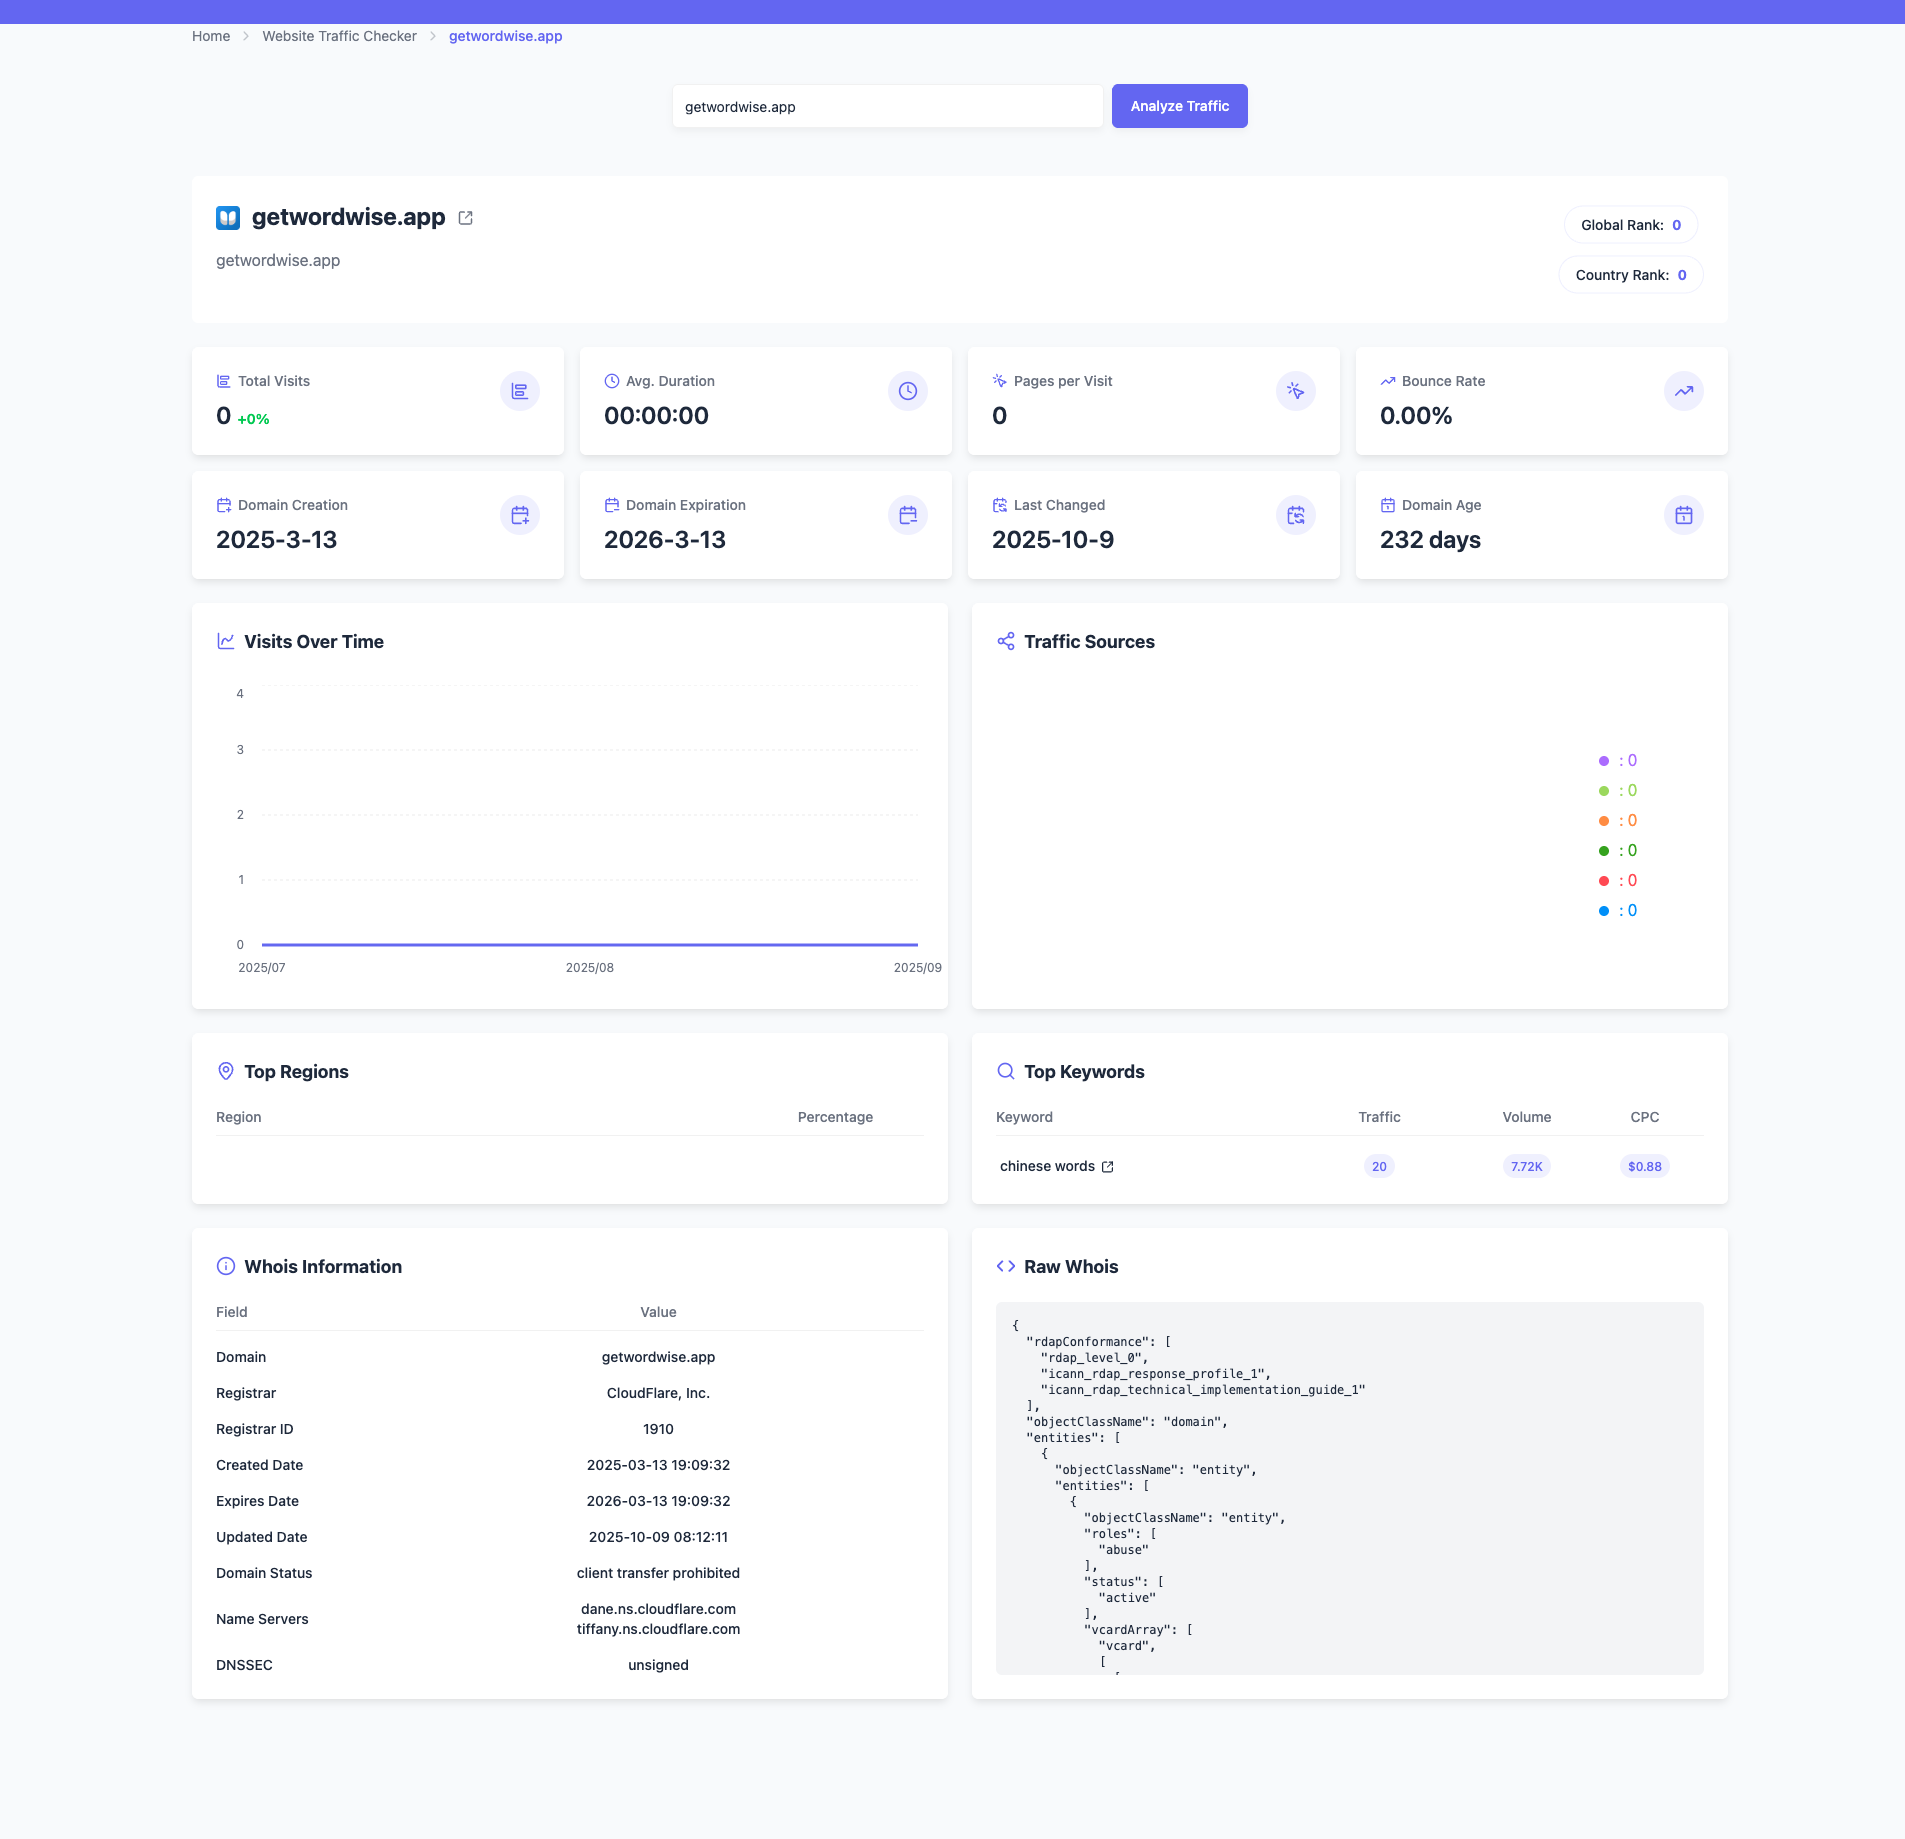 Home
Website Traffic Checker
getwordwise.app
getwordwise.app
Analyze Traffic
getwordwise.app
getwordwise.app
Global Rank: 0
Country Rank: 0
Total Visits
0 +0%
Avg. Duration
00:00:00
Pages per Visit
0
Bounce Rate
0.00%
Domain Creation
2025-3-13
Domain Expiration
2026-3-13
Last Changed
2025-10-9
Domain Age
232 days
Visits Over Time
4
3
2
1
0
2025/07 2025/08 2025/09
Traffic Sources
: 0
: 0
: 0
: 0
: 0
: 0
Top Regions
Region Percentage
Top Keywords
Keyword Traffic Volume CPC
chinese words 20 7.72K $0.88
Whois Information
Field Value
Domain getwordwise.app
Registrar CloudFlare, Inc.
Registrar ID 1910
Created Date 2025-03-13 19:09:32
Expires Date 2026-03-13 19:09:32
Updated Date 2025-10-09 08:12:11
Domain Status client transfer prohibited
Name Servers dane.ns.cloudflare.com
tiffany.ns.cloudflare.com
DNSSEC unsigned
Raw Whois
{
"rdapConformance": [
"rdap_level_0",
"icann_rdap_response_profile_1",
"icann_rdap_technical_implementation_guide_1"
],
"objectClassName": "domain",
"entities": [
{
"objectClassName": "entity",
"entities": [
{
"objectClassName": "entity",
"roles": [
"abuse"
],
"status": [
"active"
],
"vcardArray": [
"vcard",
[